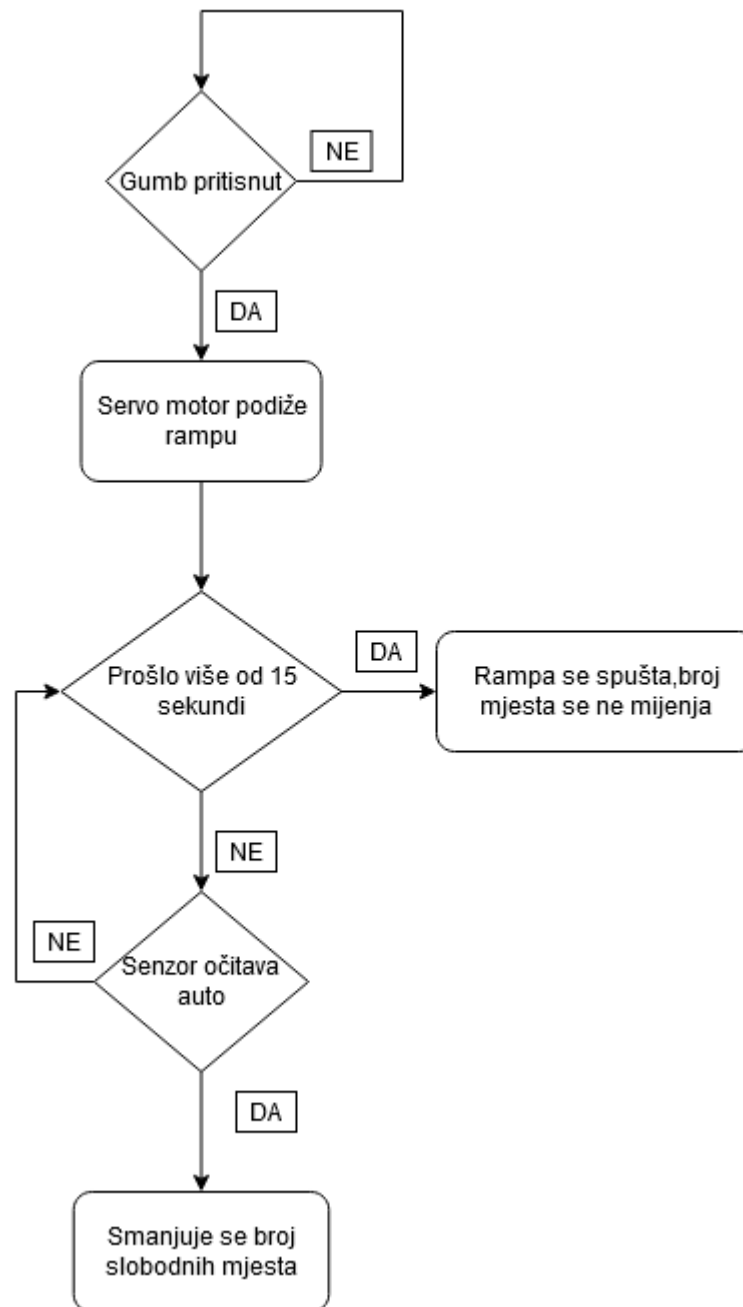 NE
Gumb pritisnut
DA
Servo motor podiže
rampu
DA
Prošlo više od 15
sekundi
Rampa se spušta,broj
mjesta se ne mijenja
NE
NE
Senzor očitava
auto
DA
Smanjuje se broj
slobodnih mjesta